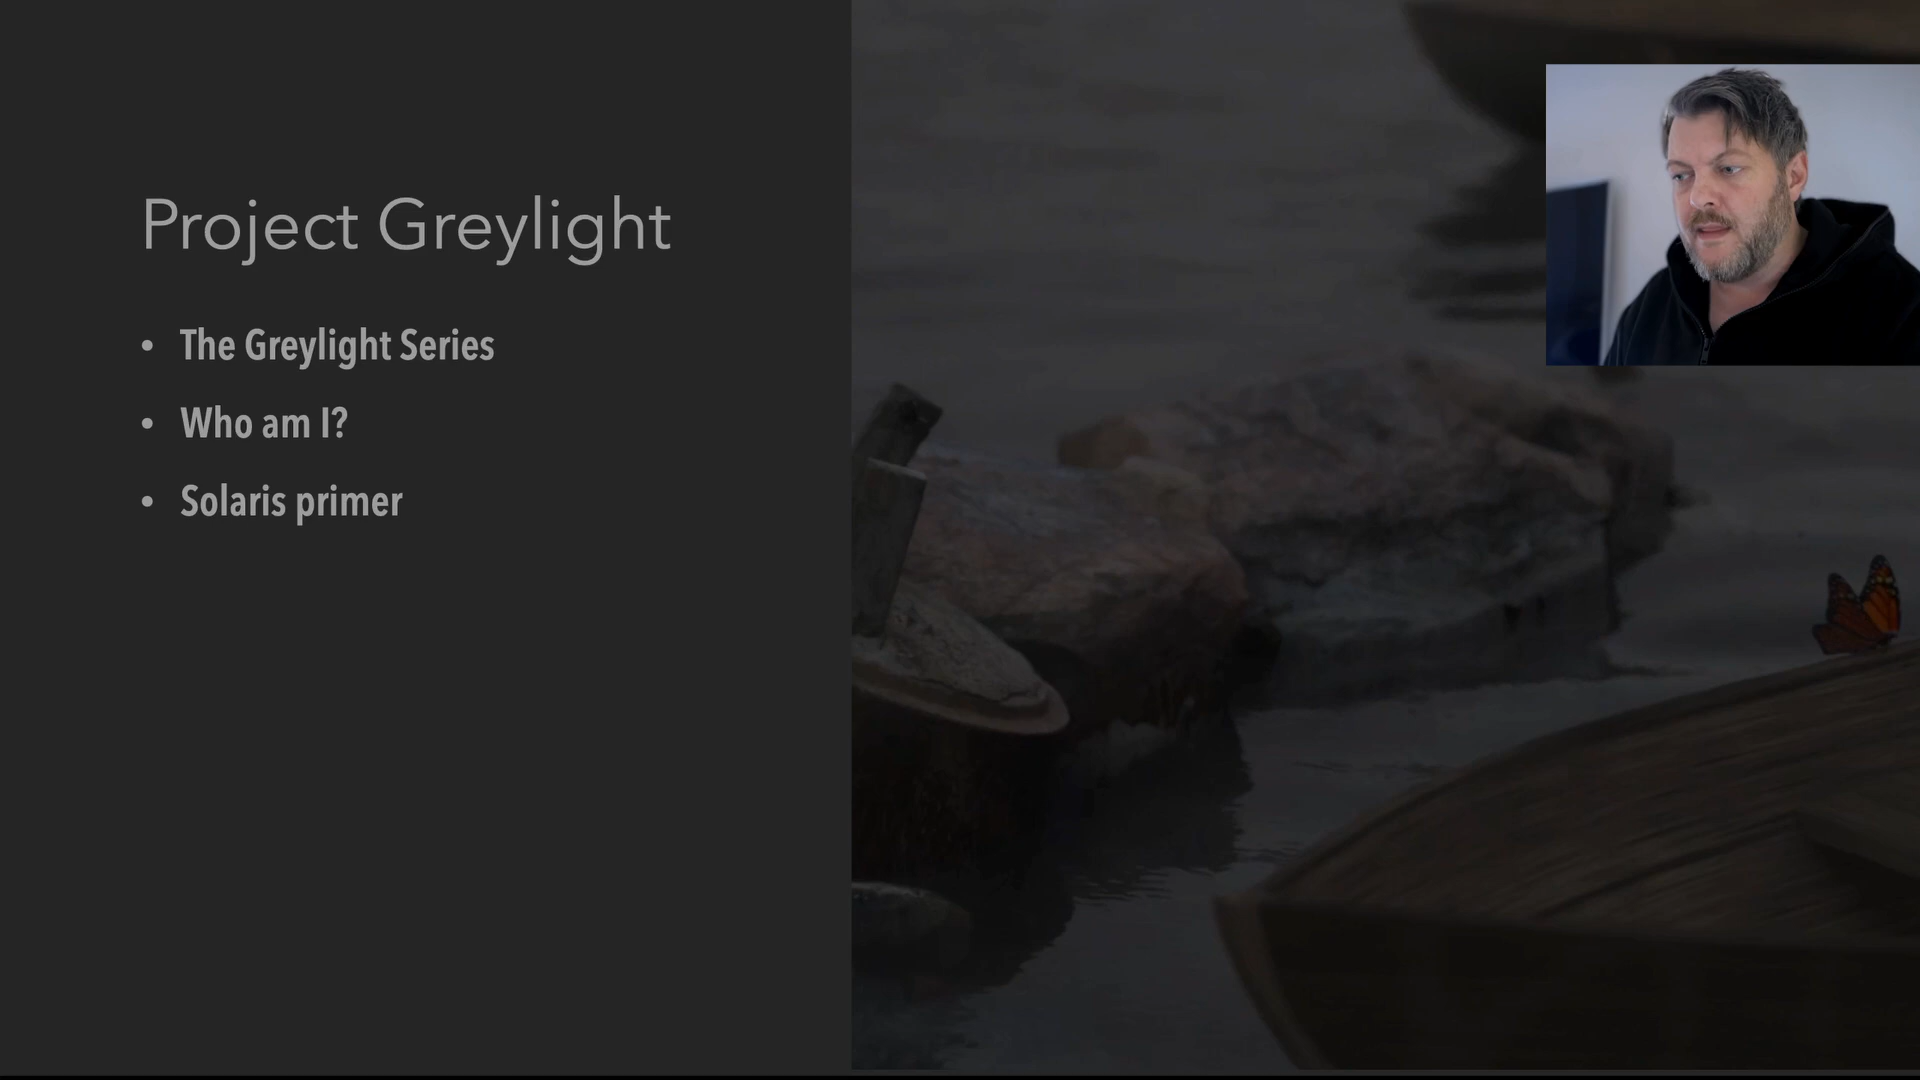 Project Greylight
• The Greylight Series
• Who am I?
• Solaris primer